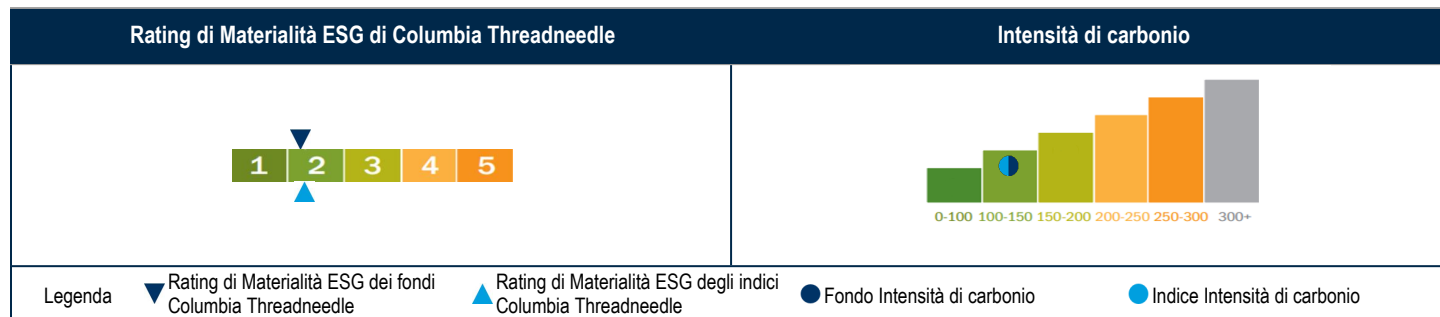 Rating di Materialità ESG di Columbia Threadneedle
Intensità di carbonio
1 2 3 4 5
0-100 100-150 150-200 200-250 250-300 300+
Legenda
Rating di Materialità ESG dei fondi
Columbia Threadneedle
Rating di Materialità ESG degli indici
Columbia Threadneedle
Fondo Intensità di carbonio
Indice Intensità di carbonio